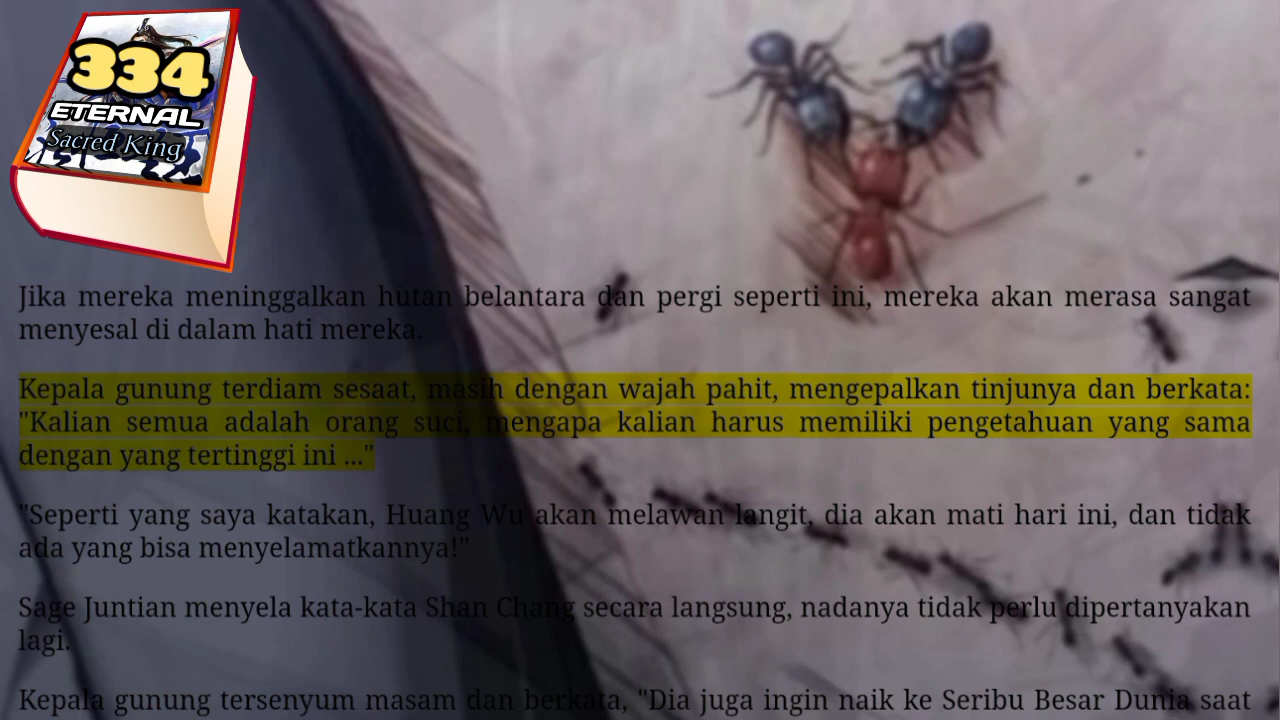 334
ETERNAL
Sacred King
Jika mereka meninggalkan hutan belantara dan pergi seperti ini, mereka akan merasa sangat
menyesal di dalam hati mereka.
Kepala gunung terdiam sesaat, masih dengan wajah pahit, mengepalkan tinjunya dan berkata:
"Kalian semua adalah orang suci, mengapa kalian harus memiliki pengetahuan yang sama
dengan yang tertinggi ini ..."
"Seperti yang saya katakan, Huang Wu akan melawan langit, dia akan mati hari ini, dan tidak
ada yang bisa menyelamatkannya!"
Sage Juntian menyela kata-kata Shan Chang secara langsung, nadanya tidak perlu dipertanyakan
lagi.
Kepala gunung tersenyum masam dan berkata, "Dia juga ingin naik ke Seribu Besar Dunia saat